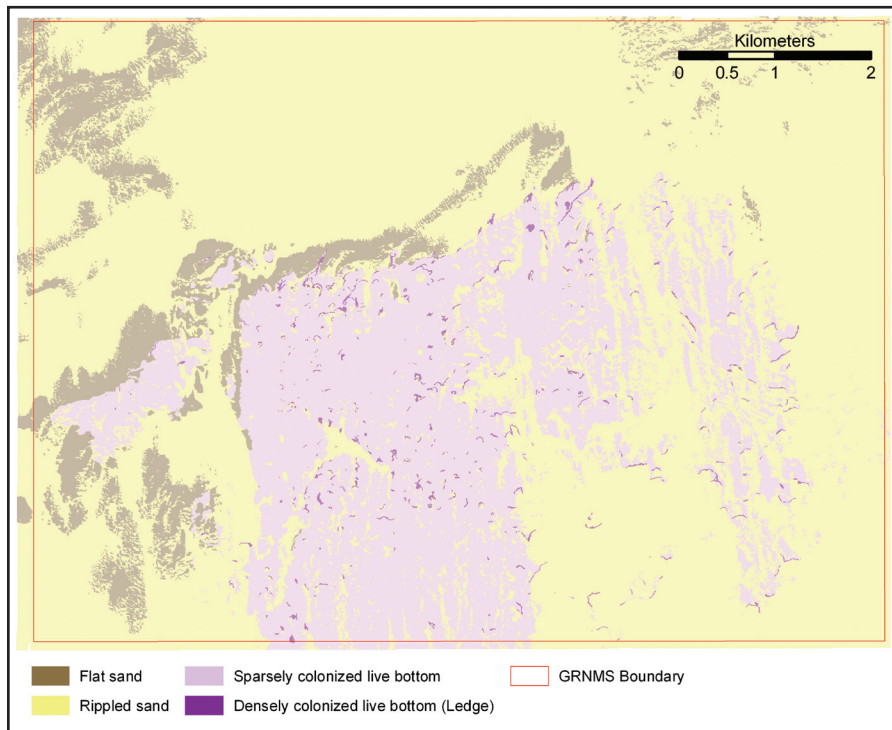 Kilometers
0 0.5 1 2
Flat sand
Sparsely colonized live bottom
GRNMS Boundary
Rippled sand
Densely colonized live bottom (Ledge)